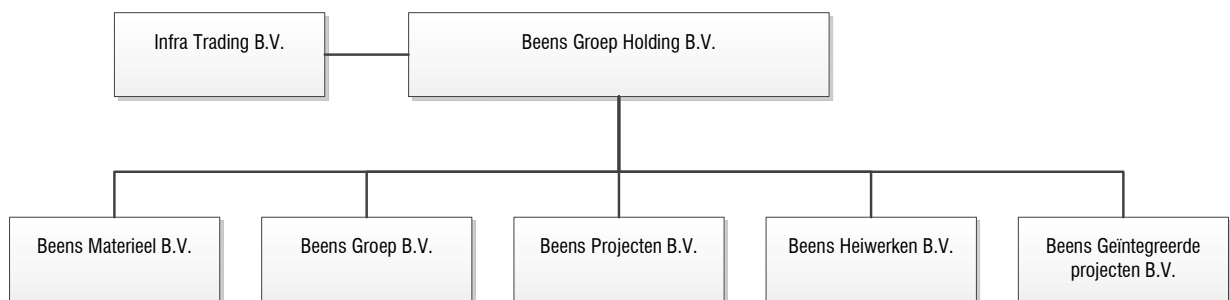 Infra Trading B.V.
Beens Groep Holding B.V.
Beens Materieel B.V.
Beens Groep B.V.
Beens Projecten B.V.
Beens Heiwerken B.V.
Beens Geïntegreerde
projecten B.V.